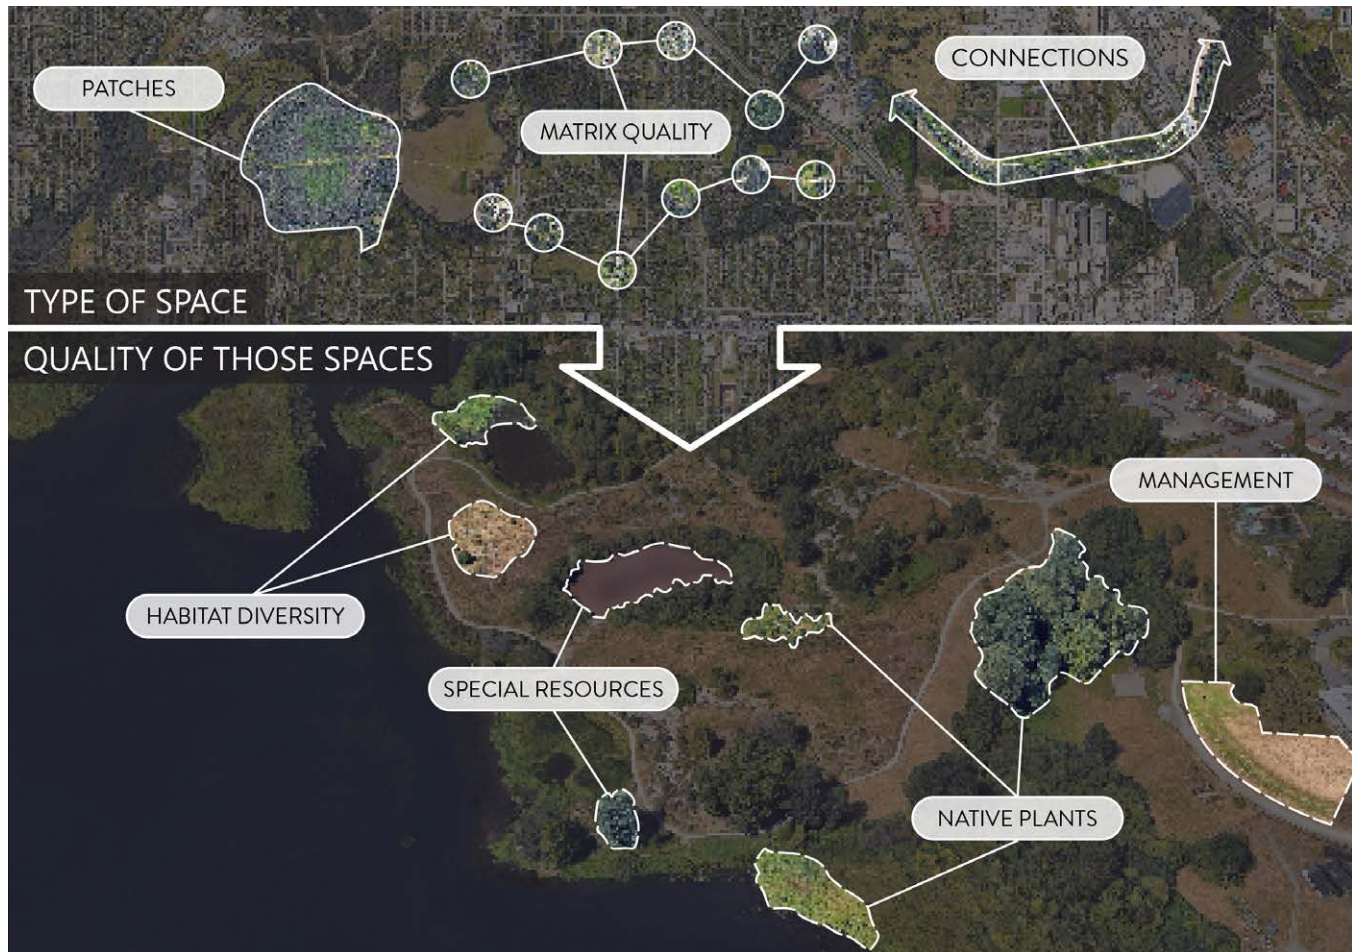 PATCHES
MATRIX QUALITY
CONNECTIONS
TYPE OF SPACE
QUALITY OF THOSE SPACES
MANAGEMENT
HABITAT DIVERSITY
SPECIAL RESOURCES
NATIVE PLANTS